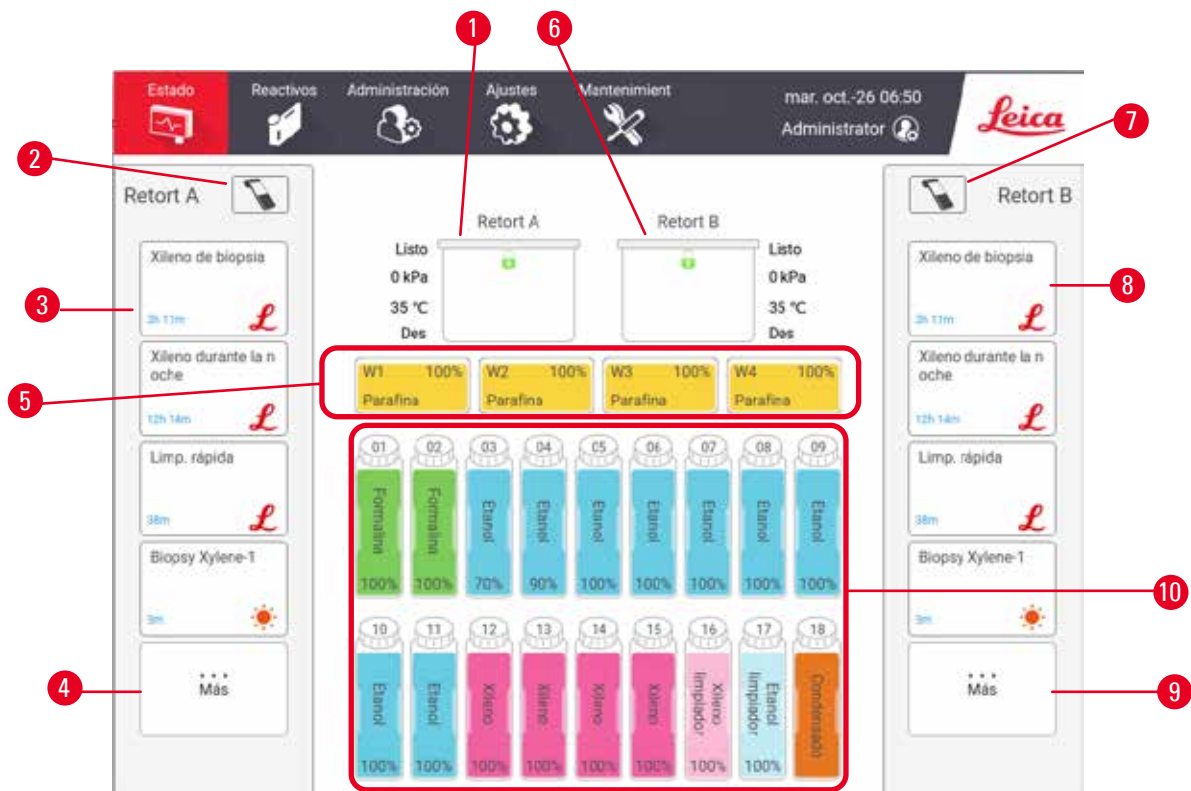 1
6
Estado
Reactivos
Administración
Ajustes
Mantenimient
mar. oct.-26 06:50
Administrator
Leica
7
2
Retort A
Retort B
Retort A
Retort B
Xileno de biopsia
2h 11m
3
Listo
0 kPa
35 °C
Des
Listo
0 kPa
35 °C
Des
Xileno de biopsia
2h 11m
8
Xileno durante la n
oche
12h 14m
5
W1 100%
Parafina
W2 100%
Parafina
W3 100%
Parafina
W4 100%
Parafina
Xileno durante la n
oche
12h 14m
Limp. rápida
38m
Limp. rápida
38m
01 02 03 04 05 06 07 08 09
Formalina
Formalina
Etanol
Etanol
Etanol
Etanol
Etanol
Etanol
Etanol
100% 100% 70% 90% 100% 100% 100% 100% 100%
Biopsy Xylene-1
3m
Biopsy Xylene-1
3m
10
10 11 12 13 14 15 16 17 18
Etanol
Etanol
Xileno
Xileno
Xileno
Xileno
Xileno
limpiador
Etanol
limpiador
Condensado
100% 100% 100% 100% 100% 100% 100% 100%
4
... Más
... Más
9